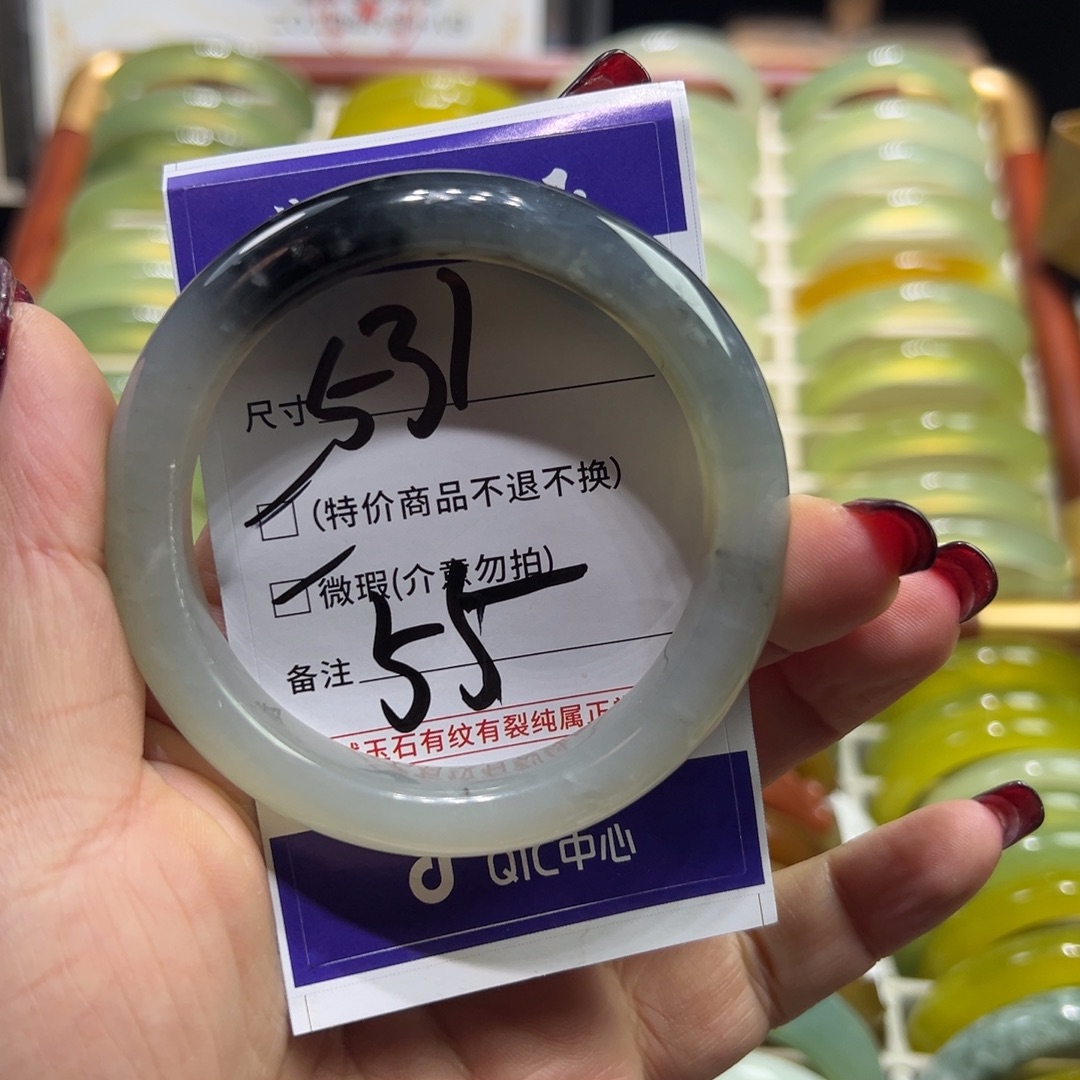 尺寸 531
(特价商品不退不换)
微瑕(介意勿拍)
备注 55
玉石有纹有裂纯属正
QIC中心